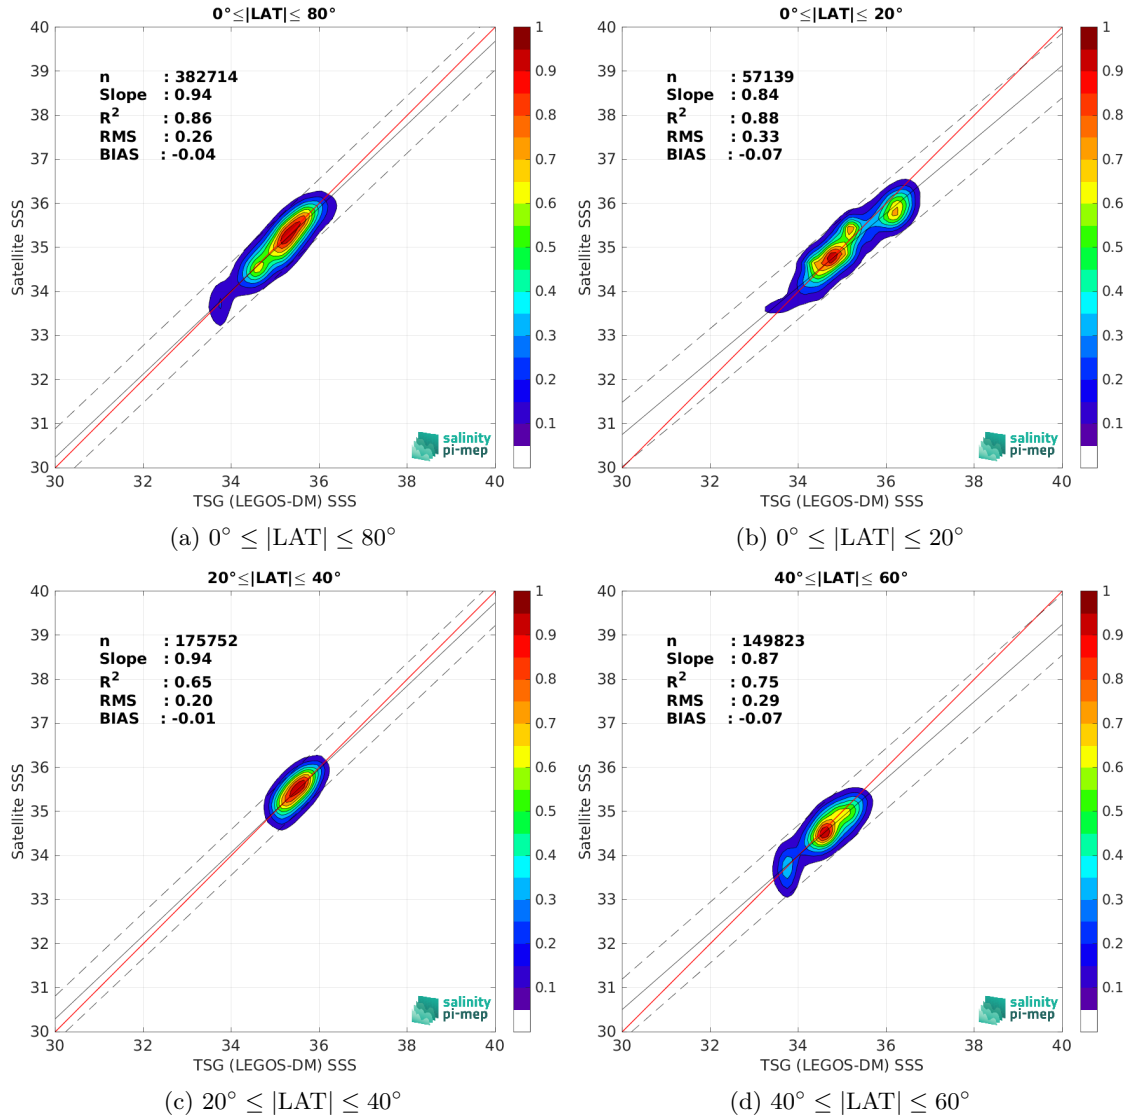 0°≤|LAT|≤ 80°
40
39
38
37
36
35
34
33
32
31
30
Satellite SSS
n : 382714
Slope : 0.94
R² : 0.86
RMS : 0.26
BIAS : -0.04
salinity
pi-mep
30 32 34 36 38 40
TSG (LEGOS-DM) SSS
1
0.9
0.8
0.7
0.6
0.5
0.4
0.3
0.2
0.1
(a) 0° ≤ |LAT| ≤ 80°
0°≤|LAT|≤ 20°
40
39
38
37
36
35
34
33
32
31
30
Satellite SSS
n : 57139
Slope : 0.84
R² : 0.88
RMS : 0.33
BIAS : -0.07
salinity
pi-mep
30 32 34 36 38 40
TSG (LEGOS-DM) SSS
1
0.9
0.8
0.7
0.6
0.5
0.4
0.3
0.2
0.1
(b) 0° ≤ |LAT| ≤ 20°
20°≤|LAT|≤ 40°
40
39
38
37
36
35
34
33
32
31
30
Satellite SSS
n : 175752
Slope : 0.94
R² : 0.65
RMS : 0.20
BIAS : -0.01
salinity
pi-mep
30 32 34 36 38 40
TSG (LEGOS-DM) SSS
1
0.9
0.8
0.7
0.6
0.5
0.4
0.3
0.2
0.1
(c) 20° ≤ |LAT| ≤ 40°
40°≤|LAT|≤ 60°
40
39
38
37
36
35
34
33
32
31
30
Satellite SSS
n : 149823
Slope : 0.87
R² : 0.75
RMS : 0.29
BIAS : -0.07
salinity
pi-mep
30 32 34 36 38 40
TSG (LEGOS-DM) SSS
1
0.9
0.8
0.7
0.6
0.5
0.4
0.3
0.2
0.1
(d) 40° ≤ |LAT| ≤ 60°